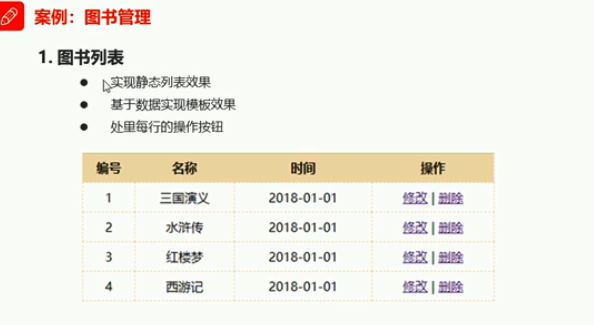 案例：图书管理
1. 图书列表
● 实现静态列表效果
● 基于数据实现模板效果
● 处里每行的操作按钮
编号 名称 时间 操作
1 三国演义 2018-01-01 修改 | 删除
2 水浒传 2018-01-01 修改 | 删除
3 红楼梦 2018-01-01 修改 | 删除
4 西游记 2018-01-01 修改 | 删除